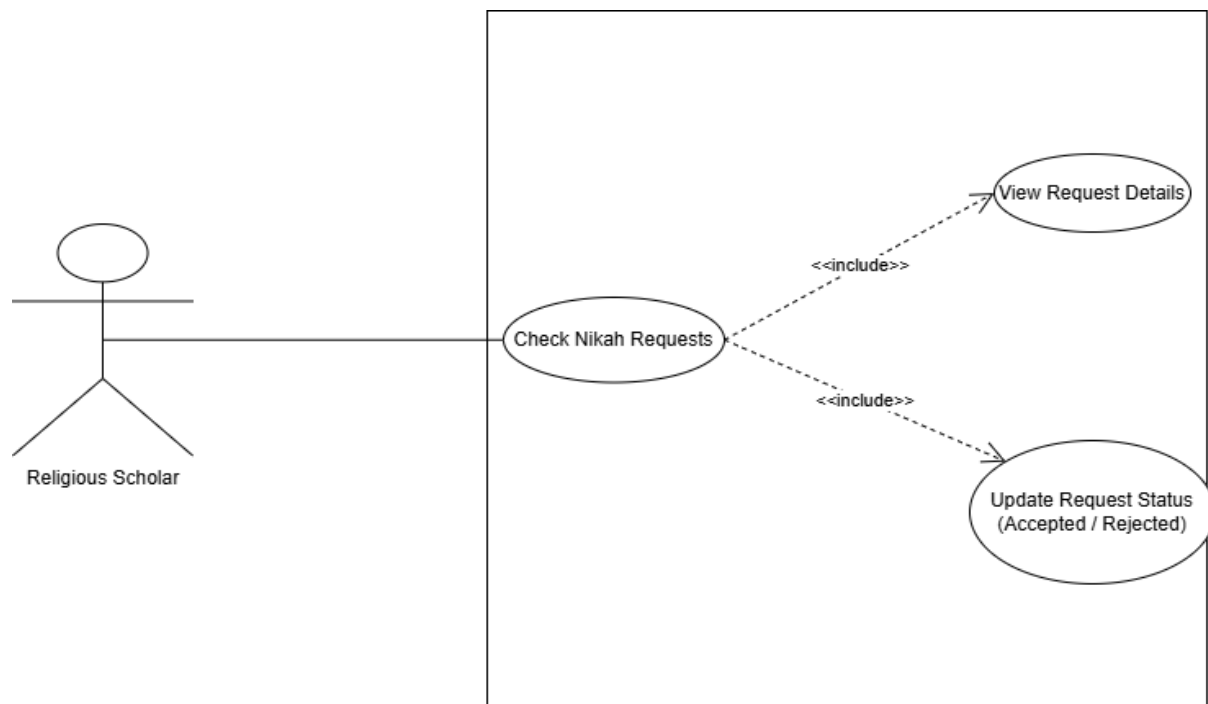 View Request Details
<<include>>
Check Nikah Requests
<<include>>
Religious Scholar
Update Request Status
(Accepted / Rejected)